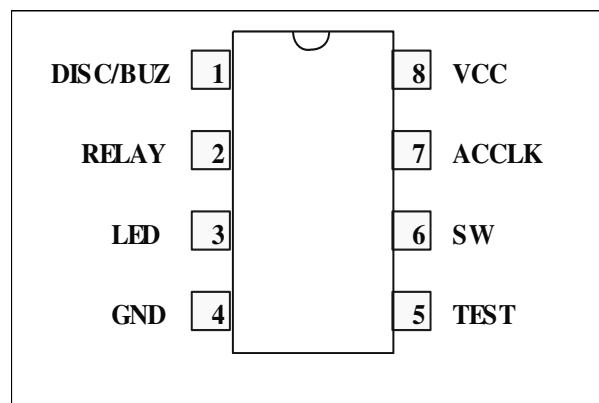 DISC/BUZ 1 8 VCC
RELAY 2 7 ACCLK
LED 3 6 SW
GND 4 5 TEST